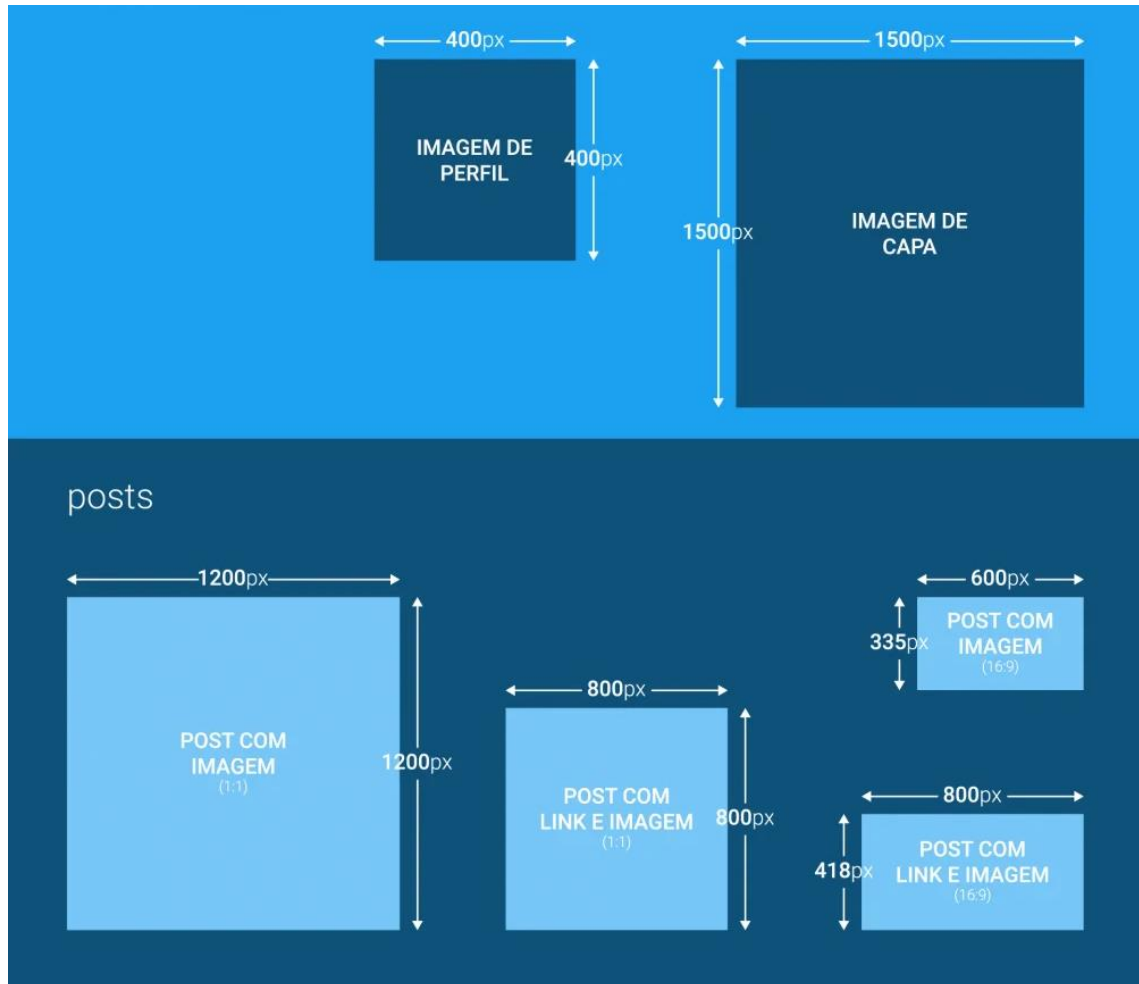 400px
1500px
IMAGEM DE
PERFIL
400px
1500px
IMAGEM DE
CAPA
posts
1200px
600px
335px
POST COM
IMAGEM
(16:9)
800px
POST COM
IMAGEM
(1:1)
1200px
POST COM
LINK E IMAGEM
(1:1)
800px
800px
418px
POST COM
LINK E IMAGEM
(16:9)